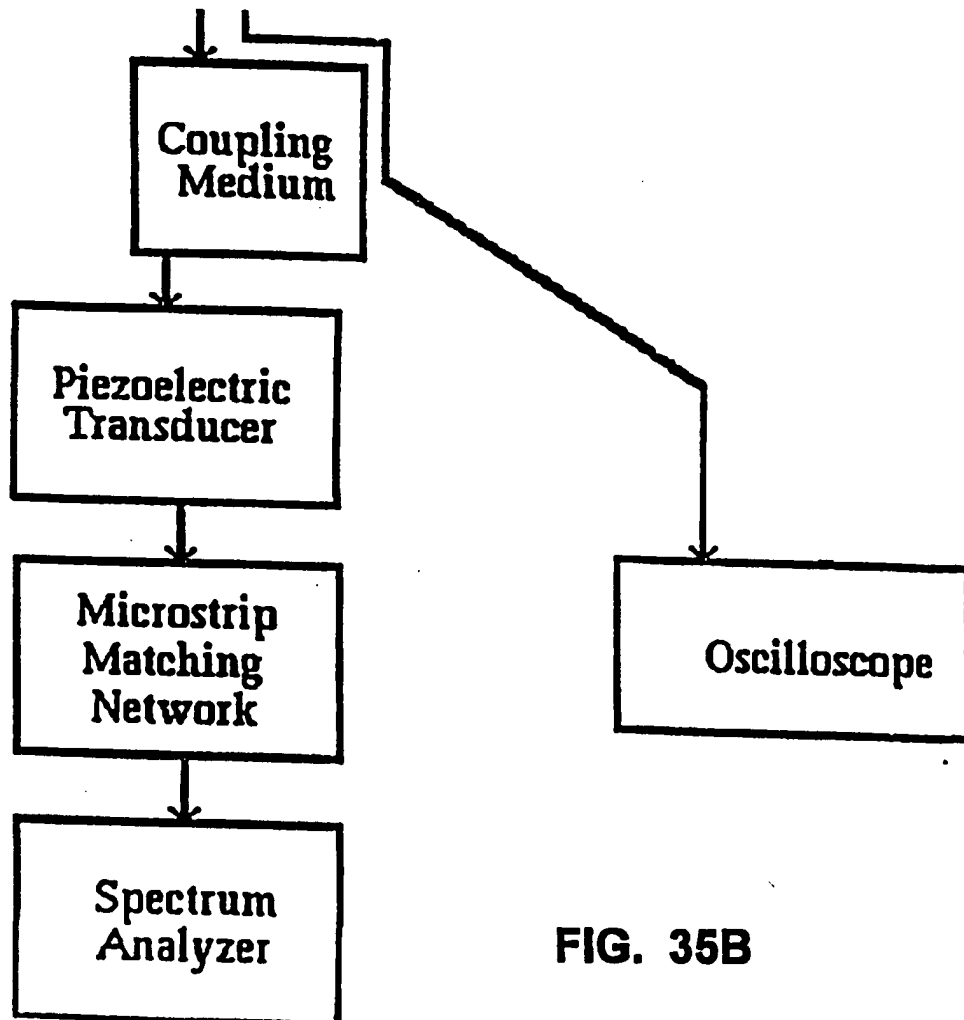 Coupling
Medium
Piezoelectric
Transducer
Microstrip
Matching
Network
Oscilloscope
Spectrum
Analyzer
FIG. 35B